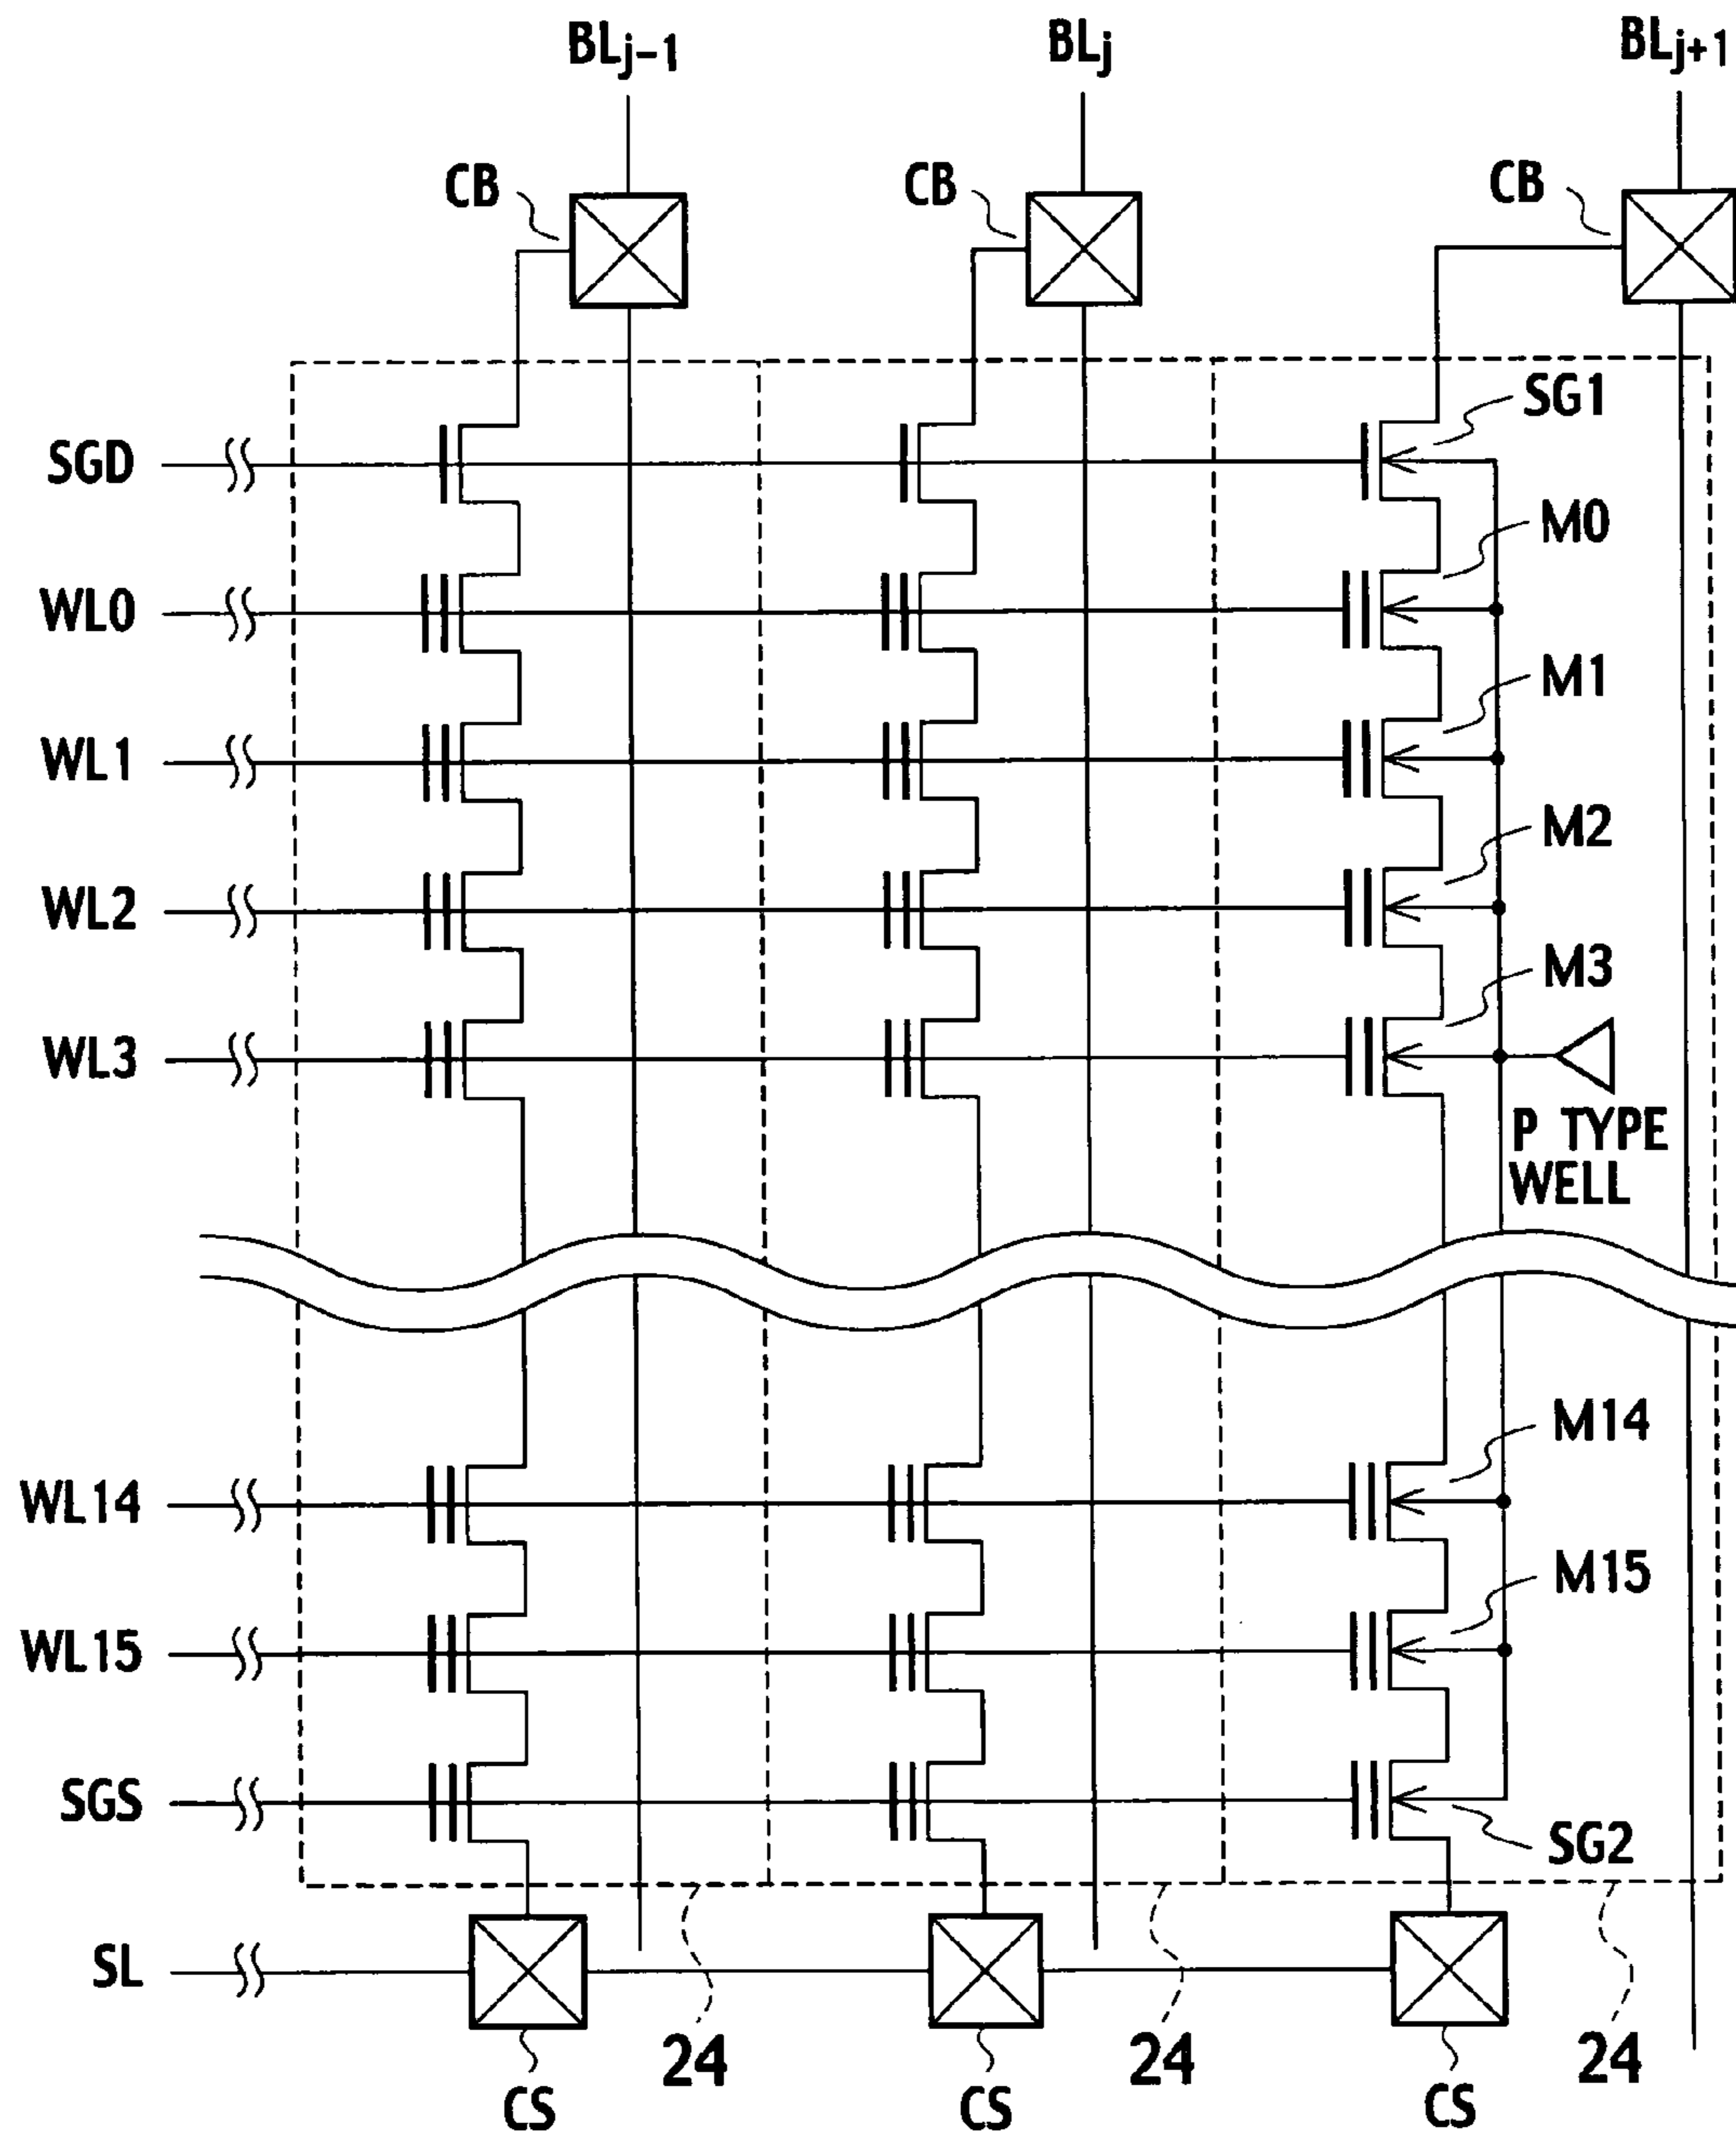 BLj-1 BLj BLj+1
CB CB CB
SGD SG1
M0
WL0
M1
WL1
M2
WL2
M3
WL3
P TYPE
WELL
M14
WL14
M15
WL15
SGS
SG2
SL
24 24 24
CS CS CS